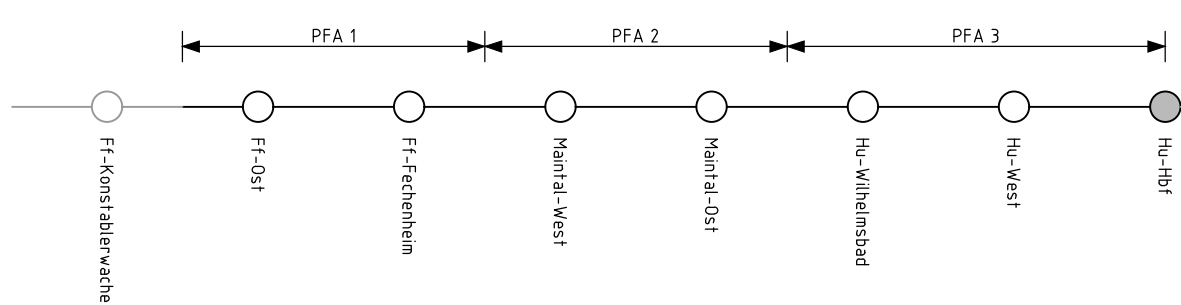 PFA 1
PFA 2
PFA 3
Ff-Konstablerwache
Ff-Ost
Ff-Fechenheim
Maintal-West
Maintal-Ost
Hu-Wilhelmsbad
Hu-West
Hu-Hbf